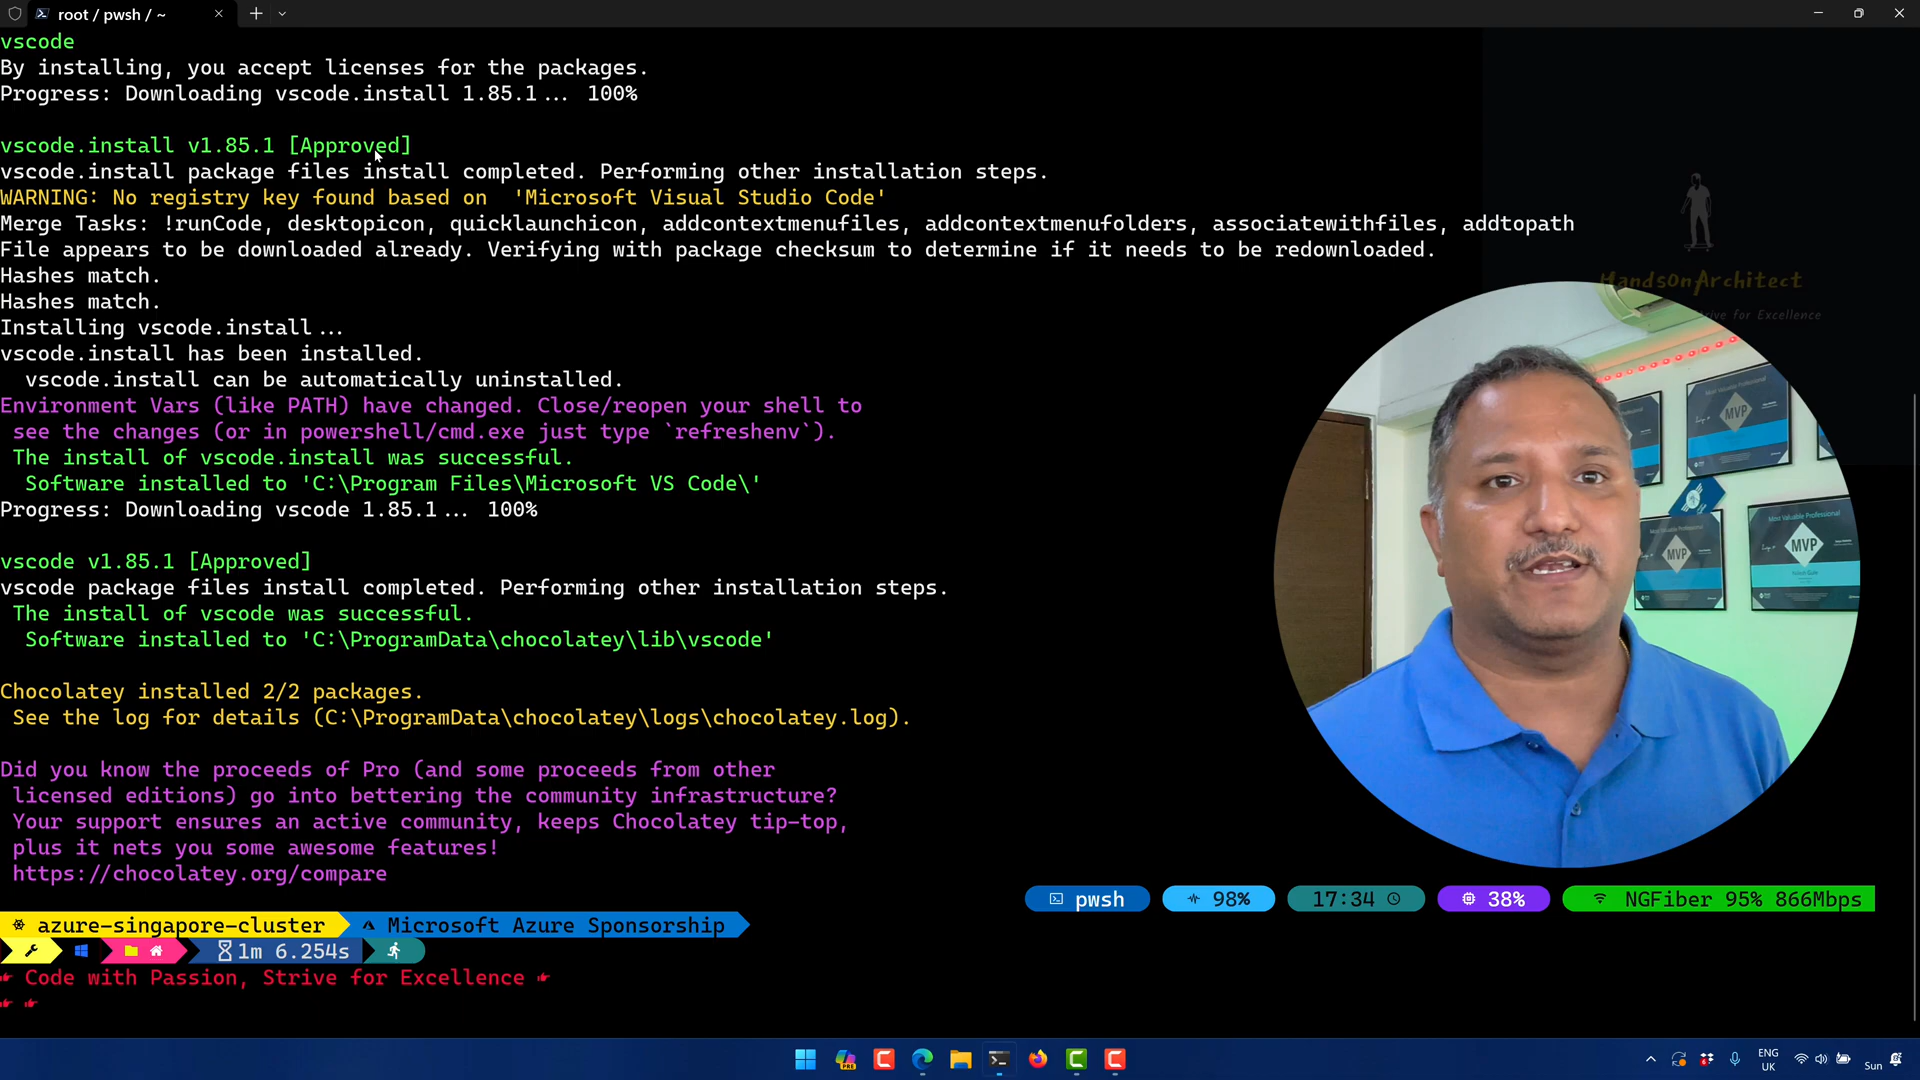 root / pwsh / ~
vscode
By installing, you accept licenses for the packages.
Progress: Downloading vscode.install 1.85.1... 100%
vscode.install v1.85.1 [Approved]
vscode.install package files install completed. Performing other installation steps.
WARNING: No registry key found based on  'Microsoft Visual Studio Code'
Merge Tasks: !runCode, desktopicon, quicklaunchicon, addcontextmenufiles, addcontextmenufolders, associatewithfiles, addtopath
File appears to be downloaded already. Verifying with package checksum to determine if it needs to be redownloaded.
Hashes match.
Hashes match.
Installing vscode.install...
vscode.install has been installed.
vscode.install can be automatically uninstalled.
Environment Vars (like PATH) have changed. Close/reopen your shell to
see the changes (or in powershell/cmd.exe just type `refreshenv`).
The install of vscode.install was successful.
Software installed to 'C:\Program Files\Microsoft VS Code\'
Progress: Downloading vscode 1.85.1... 100%
vscode v1.85.1 [Approved]
vscode package files install completed. Performing other installation steps.
The install of vscode was successful.
Software installed to 'C:\ProgramData\chocolatey\lib\vscode'
Chocolatey installed 2/2 packages.
See the log for details (C:\ProgramData\chocolatey\logs\chocolatey.log).
Did you know the proceeds of Pro (and some proceeds from other
licensed editions) go into bettering the community infrastructure?
Your support ensures an active community, keeps Chocolatey tip-top,
plus it nets you some awesome features!
https://chocolatey.org/compare
pwsh 98% 17:34 38% NGFiber 95% 866Mbps
azure-singapore-cluster Microsoft Azure Sponsorship
1m 6.254s
Code with Passion, Strive for Excellence
HandsOnArchitect
Strive for Excellence
MVP
Most Valuable Professional
MVP
Most Valuable Professional
MVP
PRE
ENG
UK
Sun